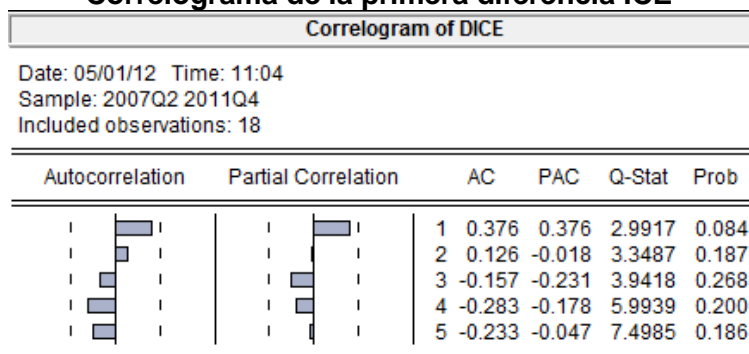 Correlograma de la primera diferencia ICE
Correlogram of DICE
Date: 05/01/12 Time: 11:04
Sample: 2007Q2 2011Q4
Included observations: 18
Autocorrelation Partial Correlation AC PAC Q-Stat Prob
1 0.376 0.376 2.9917 0.084
2 0.126 -0.018 3.3487 0.187
3 -0.157 -0.231 3.9418 0.268
4 -0.283 -0.178 5.9939 0.200
5 -0.233 -0.047 7.4985 0.186